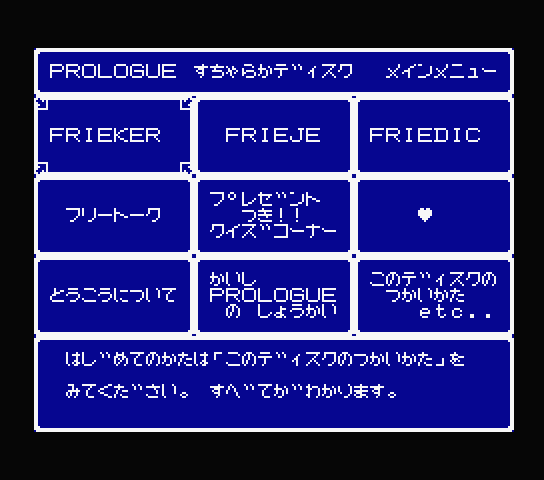 PROLOGUE すちゃらかディスク メインメニュー
FRIEKER FRIEJE FRIEDIC
フリートーク
プレゼント
つき!!
クイズコーナー
♥
とうこうについて
かいし
PROLOGUE
の しょうかい
このディスクの
つかいかた
etc..
はじめてのかたは「このディスクのつかいかた」を
みてください。 すべてがわかります。